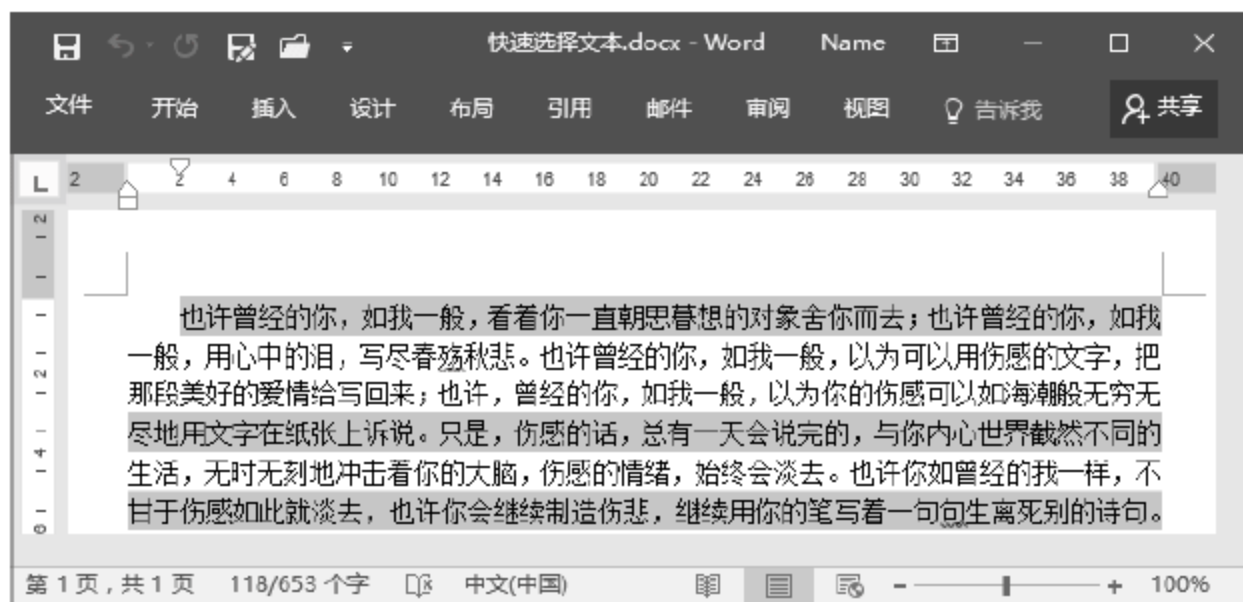 快速选择文本.docx - Word Name
文件 开始 插入 设计 布局 引用 邮件 审阅 视图 告诉我 共享
L 2 2 4 6 8 10 12 14 16 18 20 22 24 26 28 30 32 34 36 38 40
2
也许曾经的你，如我一般，看着你一直朝思暮想的对象舍你而去；也许曾经的你，如我
一般，用心中的泪，写尽春殇秋悲。也许曾经的你，如我一般，以为可以用伤感的文字，把
2
那段美好的爱情给写回来；也许，曾经的你，如我一般，以为你的伤感可以如海潮般无穷无
尽地用文字在纸张上诉说。只是，伤感的话，总有一天会说完的，与你内心世界截然不同的
4
生活，无时无刻地冲击着你的大脑，伤感的情绪，始终会淡去。也许你如曾经的我一样，不
甘于伤感如此就淡去，也许你会继续制造伤悲，继续用你的笔写着一句句生离死别的诗句。
6
第 1 页，共 1 页 118/653 个字 中文(中国) 100%